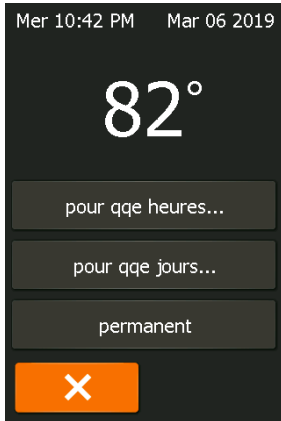 Mer 10:42 PM Mar 06 2019
82°
pour qqe heures...
pour qqe jours...
permanent